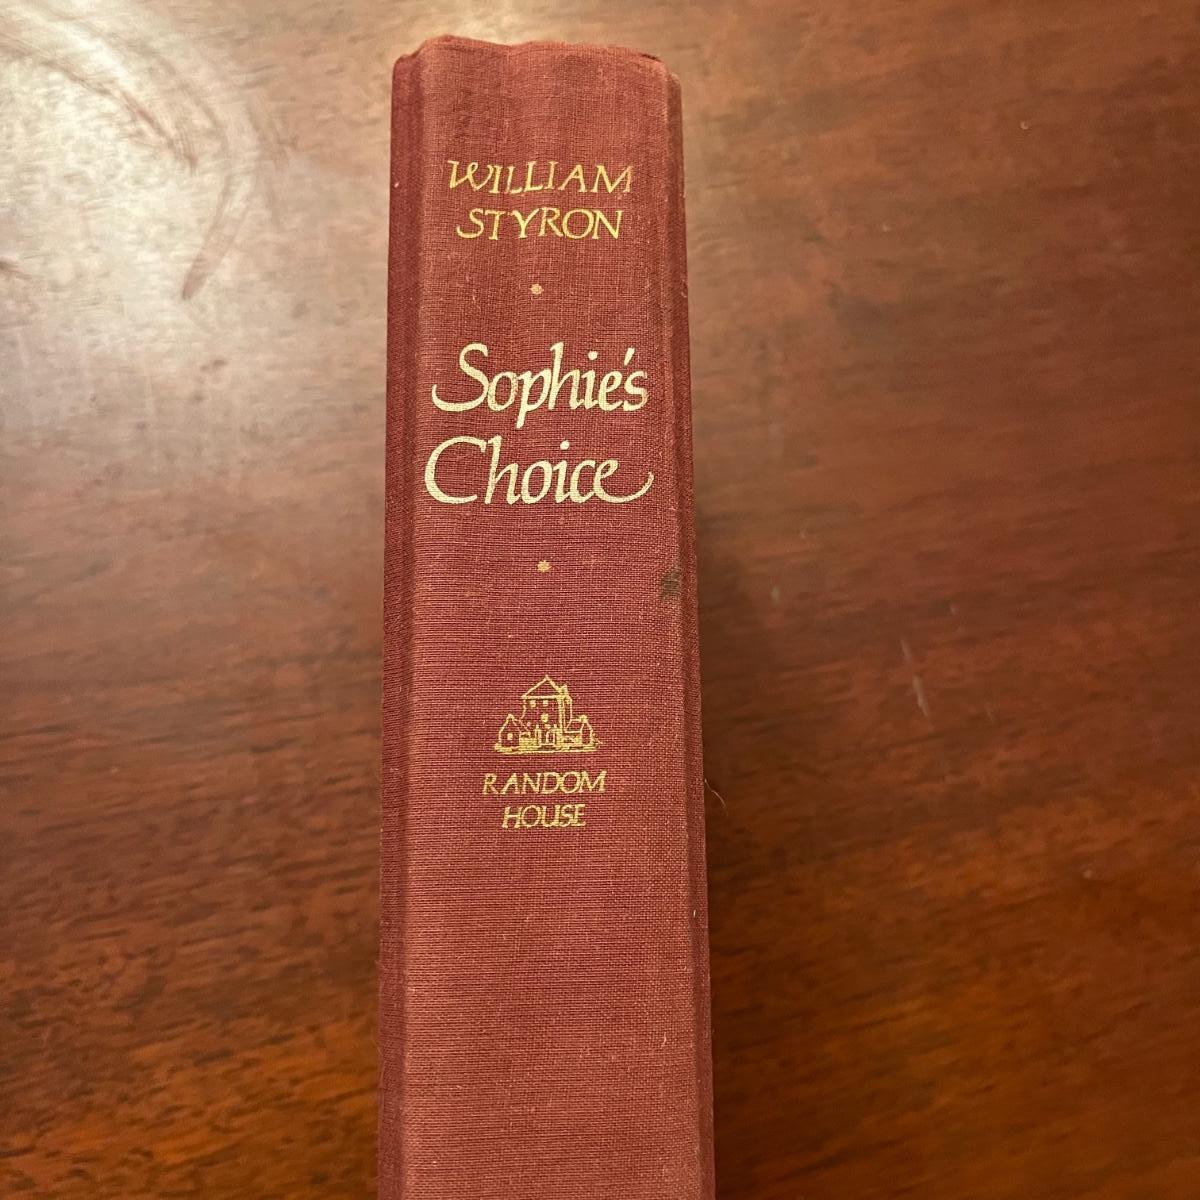 WILLIAM
STYRON
Sophie's
Choice
RANDOM
HOUSE